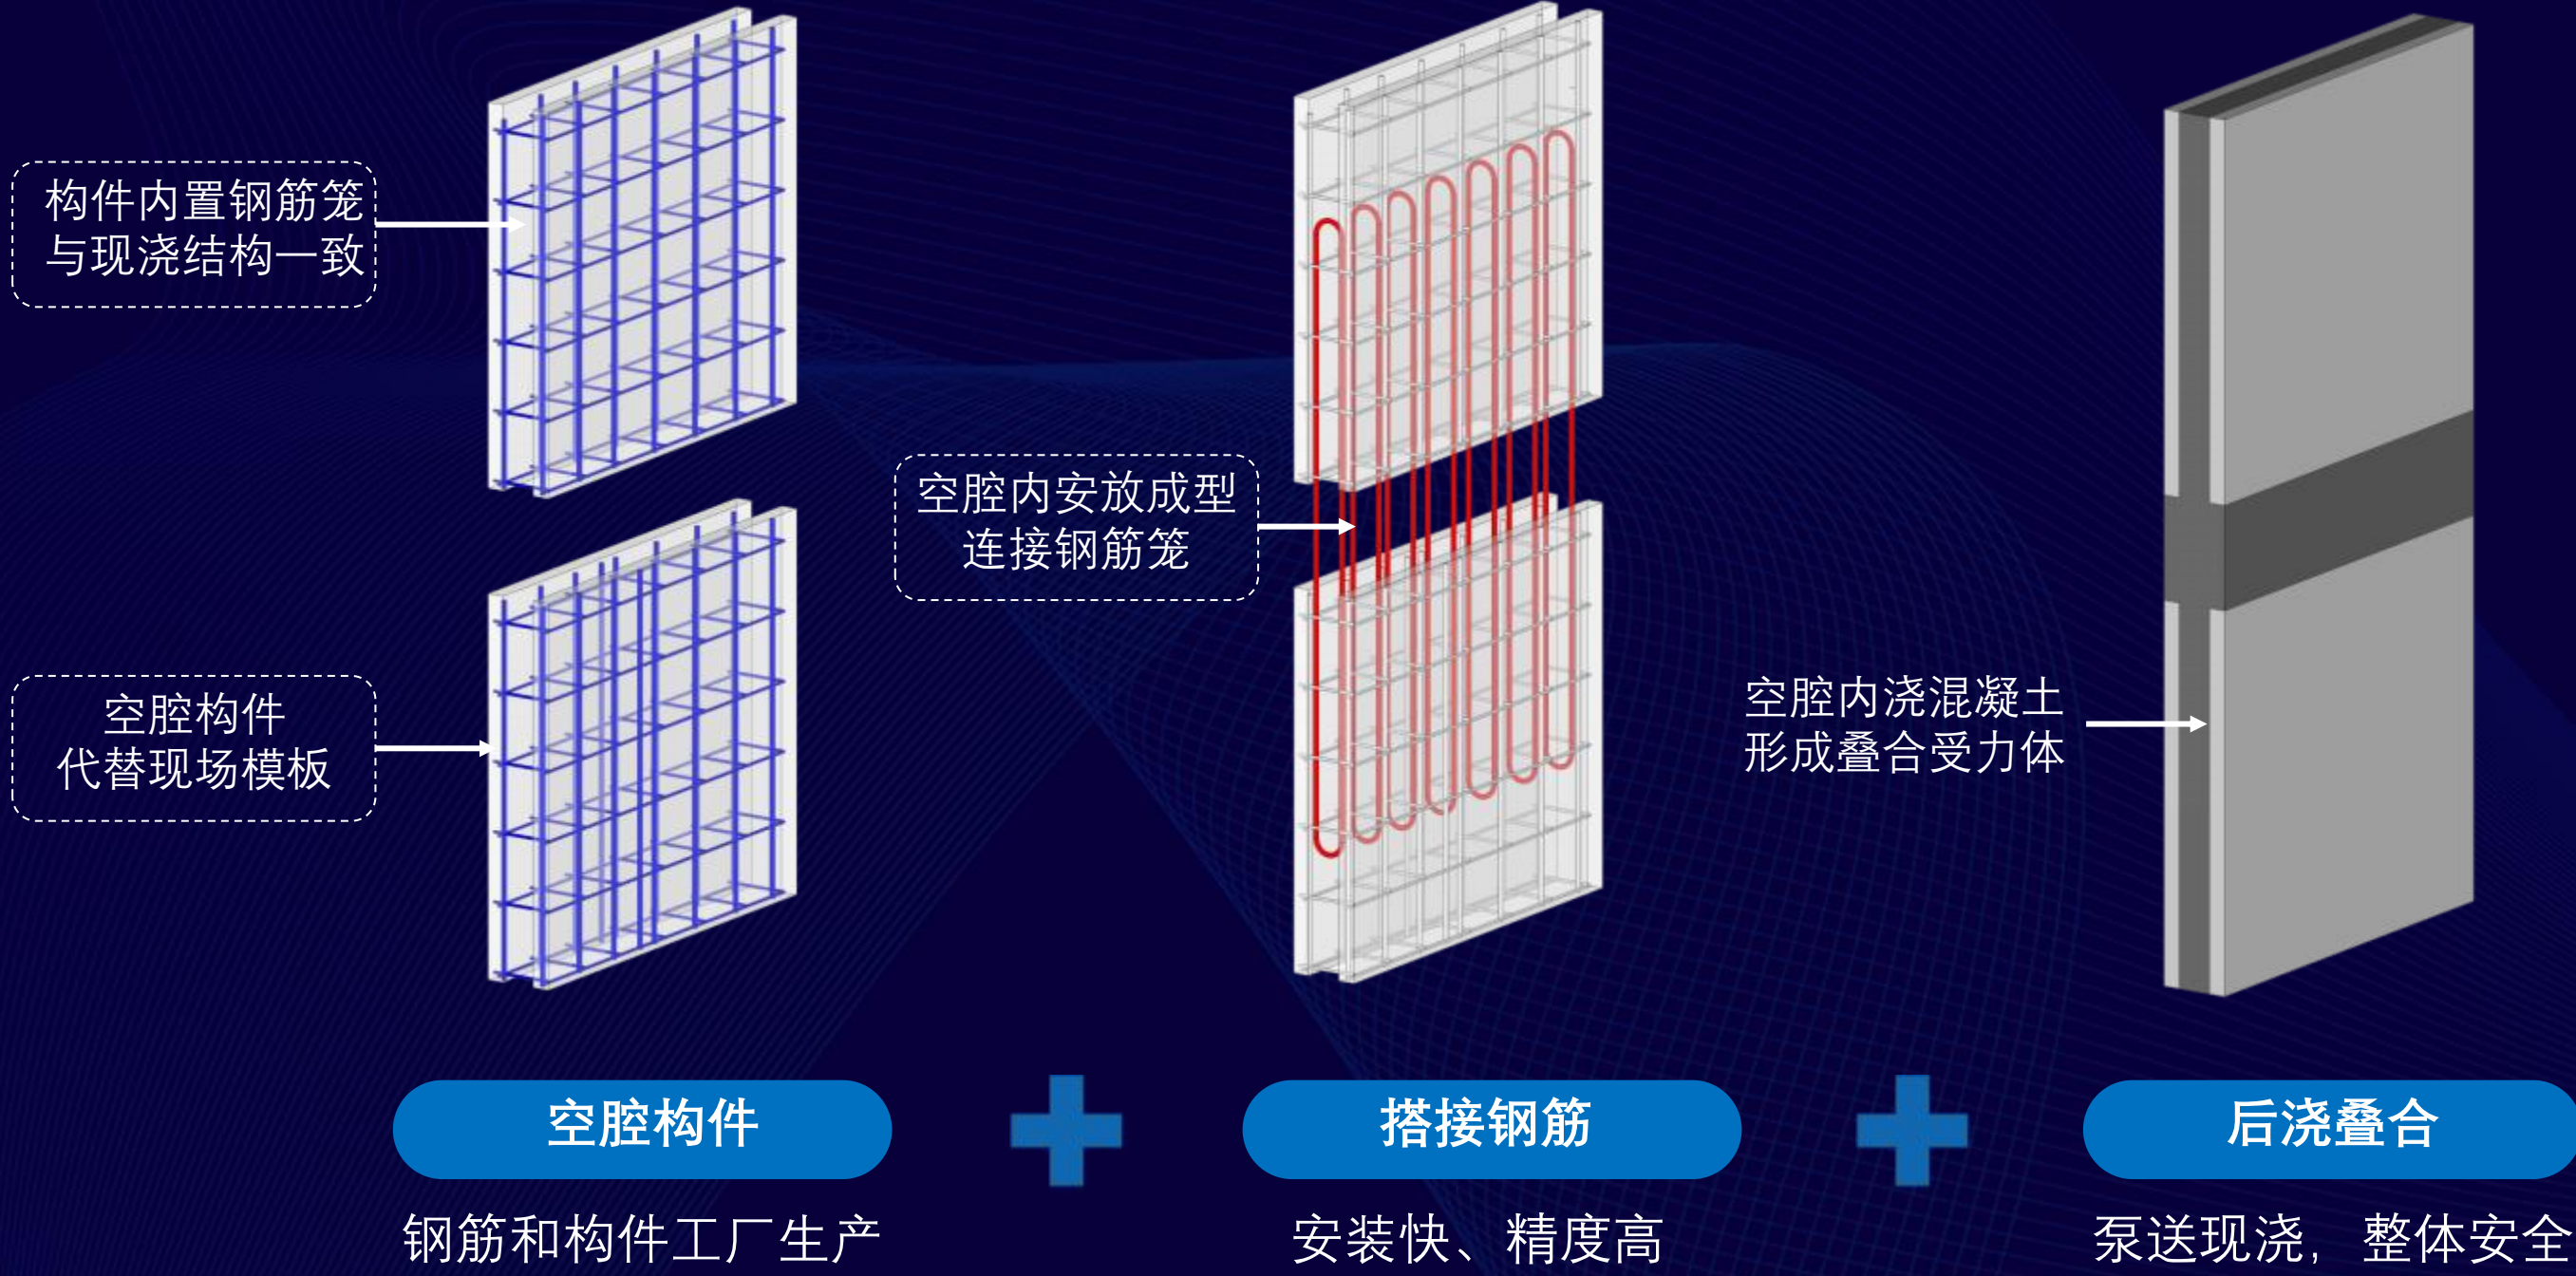 构件内置钢筋笼
与现浇结构一致
空腔构件
代替现场模板
空腔内安放成型
连接钢筋笼
空腔内浇混凝土
形成叠合受力体
空腔构件
搭接钢筋
后浇叠合
钢筋和构件工厂生产
安装快、精度高
泵送现浇，整体安全